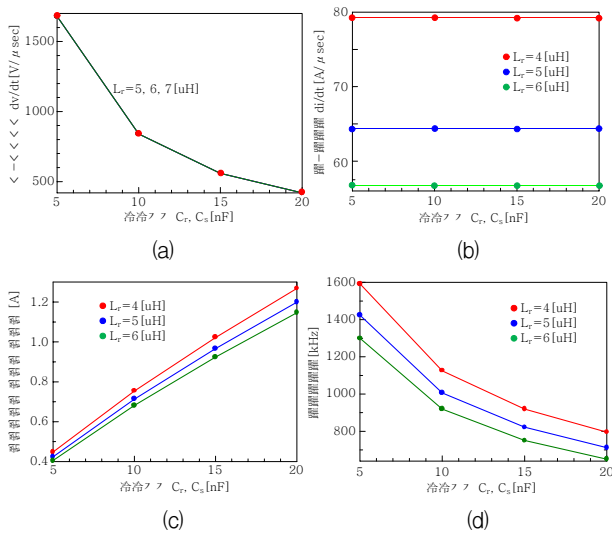 1600
1200
800
400
5
10
15
20
dv/dt[V/μsec]
Lᵣ=5, 6, 7[uH]
Cᵣ, Cₛ[nF]
(a)
80
70
60
5
10
15
20
di/dt[A/μsec]
Lᵣ=4[uH]
Lᵣ=5[uH]
Lᵣ=6[uH]
Cᵣ, Cₛ[nF]
(b)
1.2
1.0
0.8
0.6
0.4
5
10
15
20
[A]
Lᵣ=4[uH]
Lᵣ=5[uH]
Lᵣ=6[uH]
Cᵣ, Cₛ[nF]
(c)
1600
1400
1200
1000
800
5
10
15
20
[kHz]
Lᵣ=4[uH]
Lᵣ=5[uH]
Lᵣ=6[uH]
Cᵣ, Cₛ[nF]
(d)